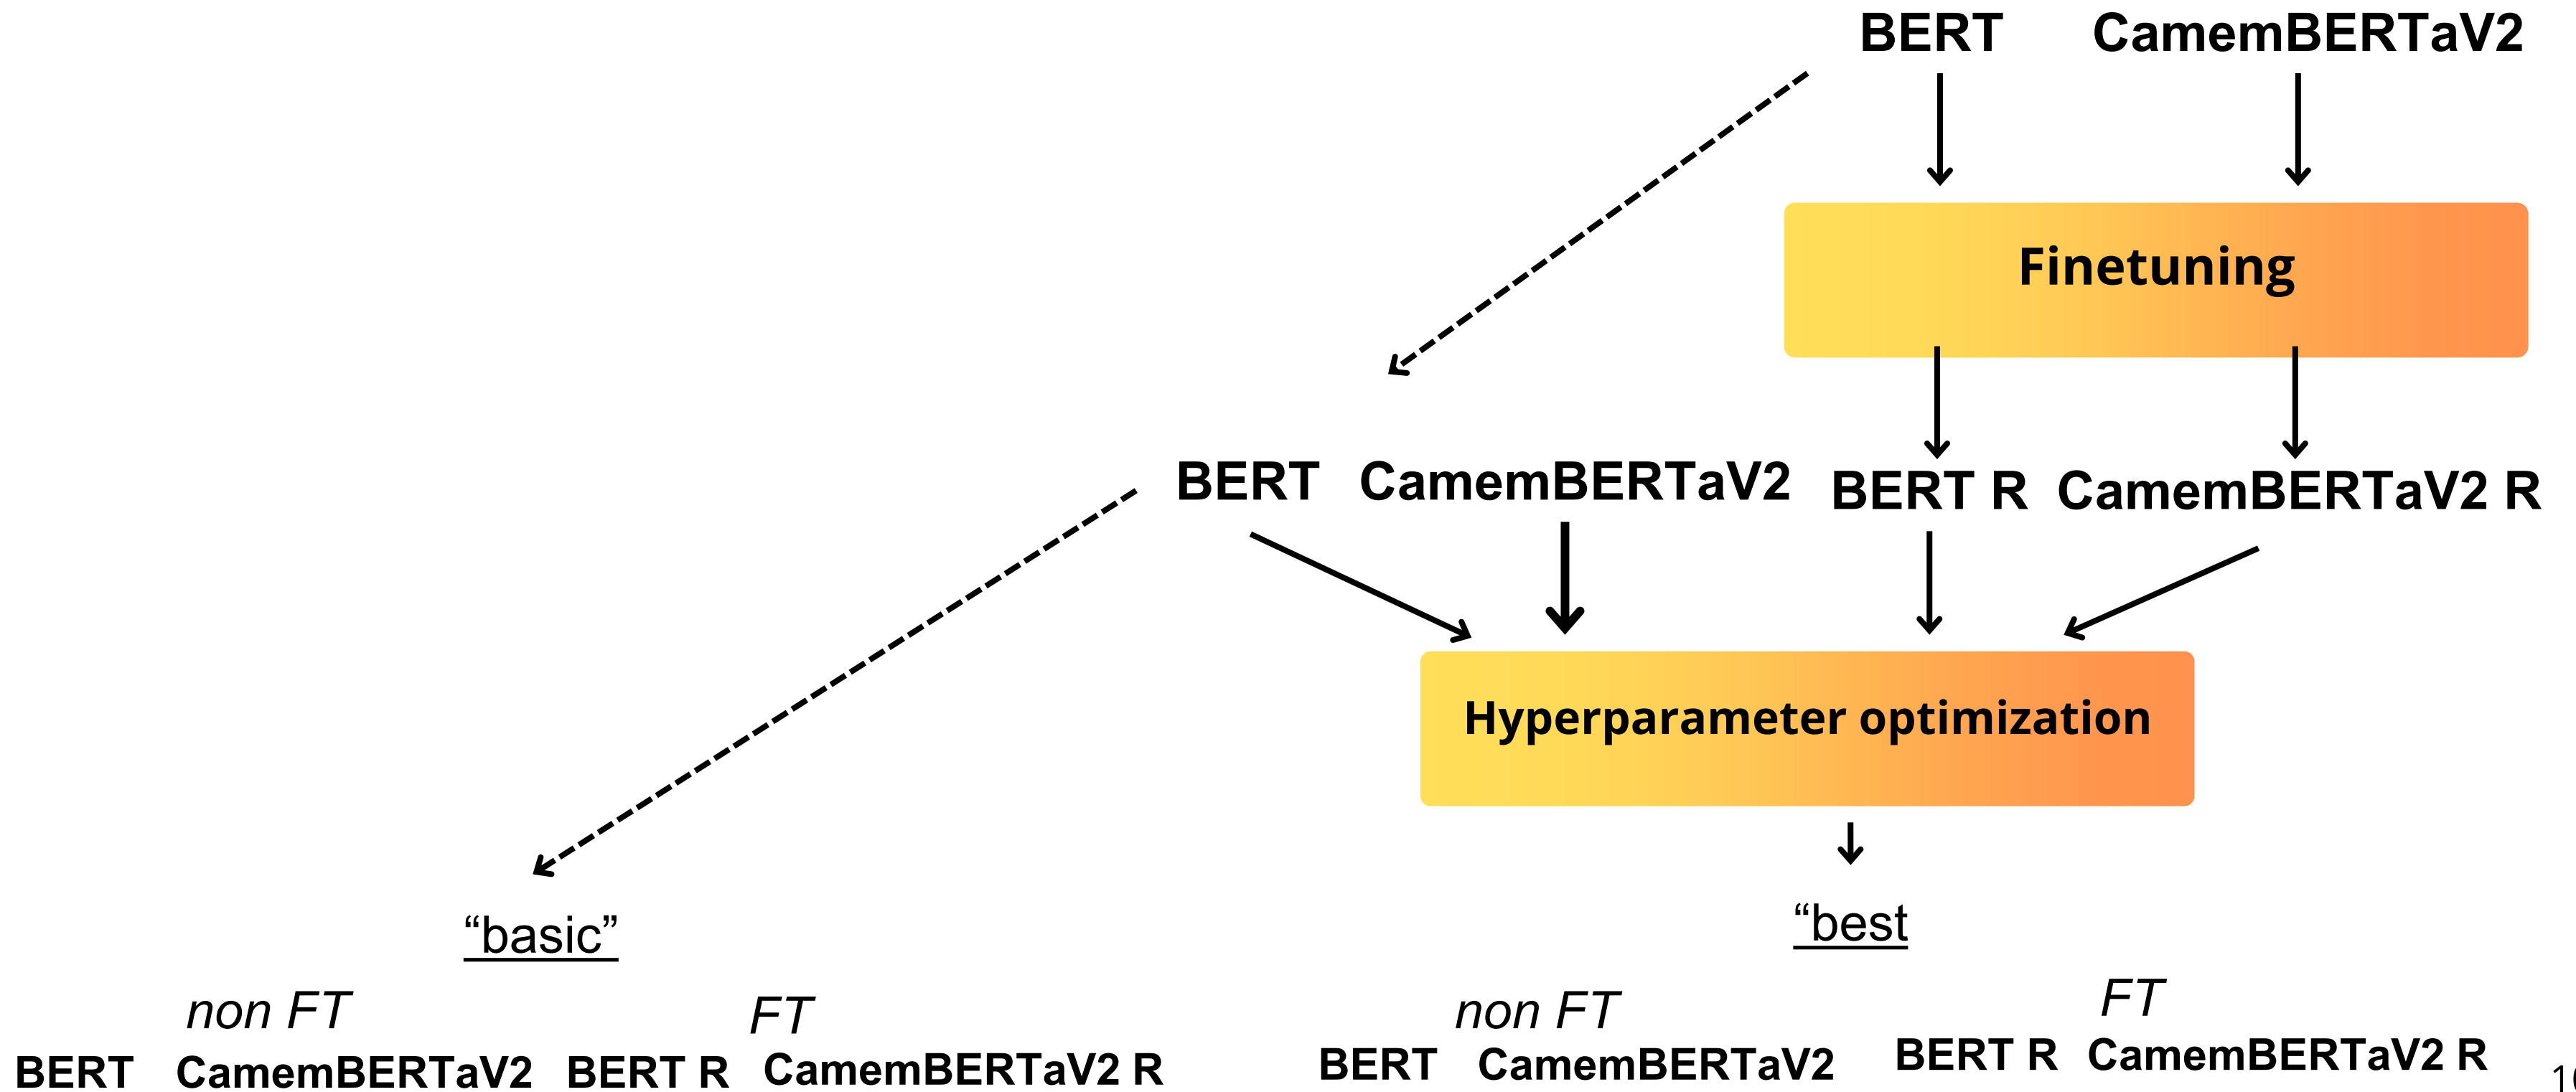 BERT CamemBERTaV2
Finetuning
BERT CamemBERTaV2 BERT R CamemBERTaV2 R
Hyperparameter optimization
“basic” “best
non FT FT non FT FT
BERT CamemBERTaV2 BERT R CamemBERTaV2 R BERT CamemBERTaV2 BERT R CamemBERTaV2 R